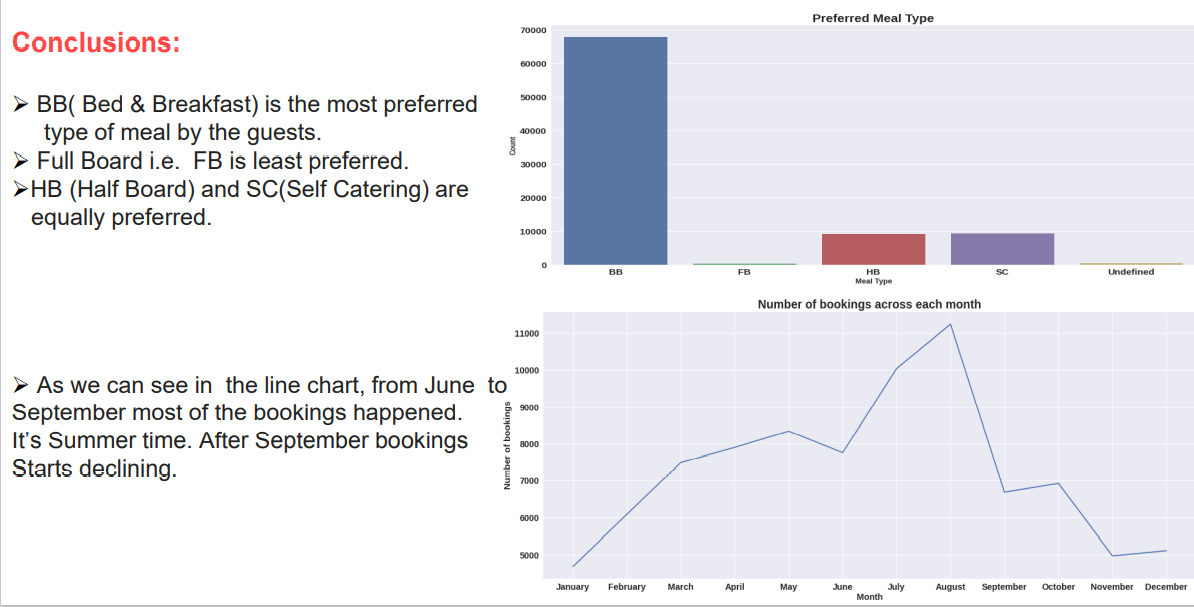 Conclusions:
➢ BB( Bed & Breakfast) is the most preferred
type of meal by the guests.
➢ Full Board i.e.  FB is least preferred.
➢HB (Half Board) and SC(Self Catering) are
equally preferred.
➢ As we can see in  the line chart, from June  to
September most of the bookings happened.
It’s Summer time. After September bookings
Starts declining.
Preferred Meal Type
70000
60000
50000
40000
30000
20000
10000
0
Count
BB FB HB SC Undefined
Meal Type
Number of bookings across each month
11000
10000
9000
8000
7000
6000
5000
Number of bookings
January February March April May June July August September October November December
Month